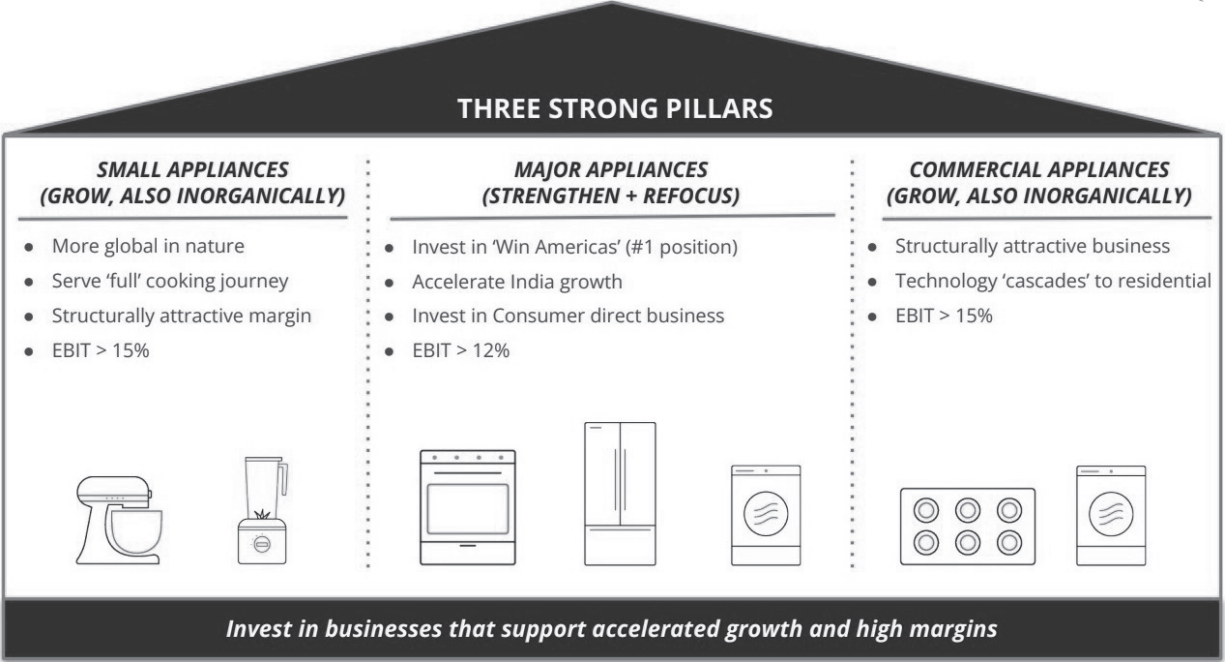 THREE STRONG PILLARS
SMALL APPLIANCES
(GROW, ALSO INORGANICALLY)
● More global in nature
● Serve ‘full’ cooking journey
● Structurally attractive margin
● EBIT > 15%
MAJOR APPLIANCES
(STRENGTHEN + REFOCUS)
● Invest in ‘Win Americas’ (#1 position)
● Accelerate India growth
● Invest in Consumer direct business
● EBIT > 12%
COMMERCIAL APPLIANCES
(GROW, ALSO INORGANICALLY)
● Structurally attractive business
● Technology ‘cascades’ to residential
● EBIT > 15%
Invest in businesses that support accelerated growth and high margins